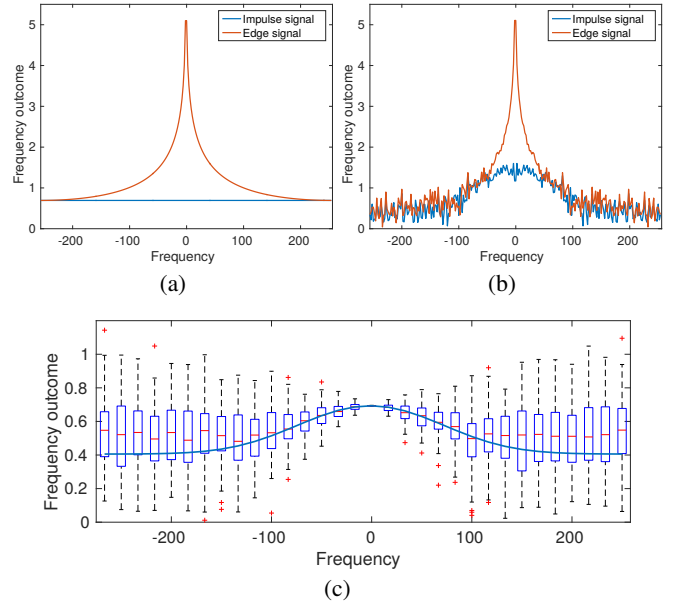 Impulse signal
Edge signal
Frequency outcome
5
4
3
2
1
0
-200 -100 0 100 200
Frequency
(a)
Impulse signal
Edge signal
Frequency outcome
5
4
3
2
1
0
-200 -100 0 100 200
Frequency
(b)
Frequency outcome
1
0.8
0.6
0.4
0.2
0
-200 -100 0 100 200
Frequency
(c)